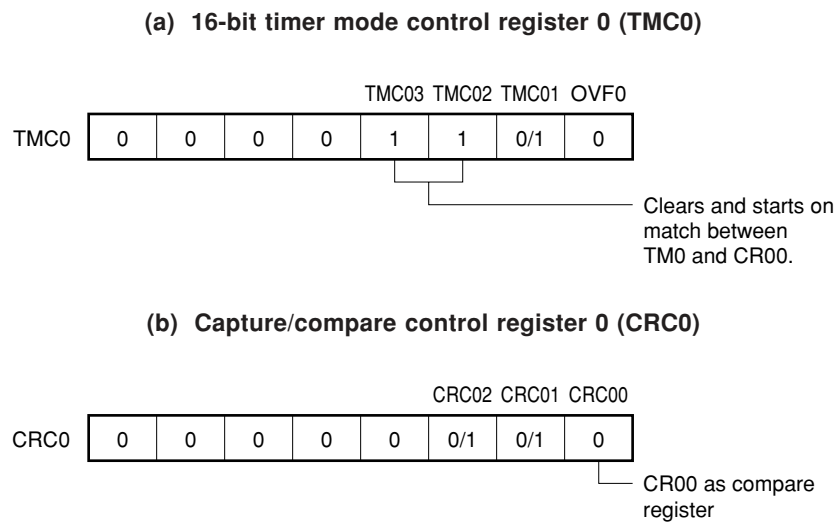 (a) 16-bit timer mode control register 0 (TMC0)
TMC03 TMC02 TMC01 OVF0
TMC0 0 0 0 0 1 1 0/1 0
Clears and starts on
match between
TM0 and CR00.
(b) Capture/compare control register 0 (CRC0)
CRC02 CRC01 CRC00
CRC0 0 0 0 0 0 0/1 0/1 0
CR00 as compare
register